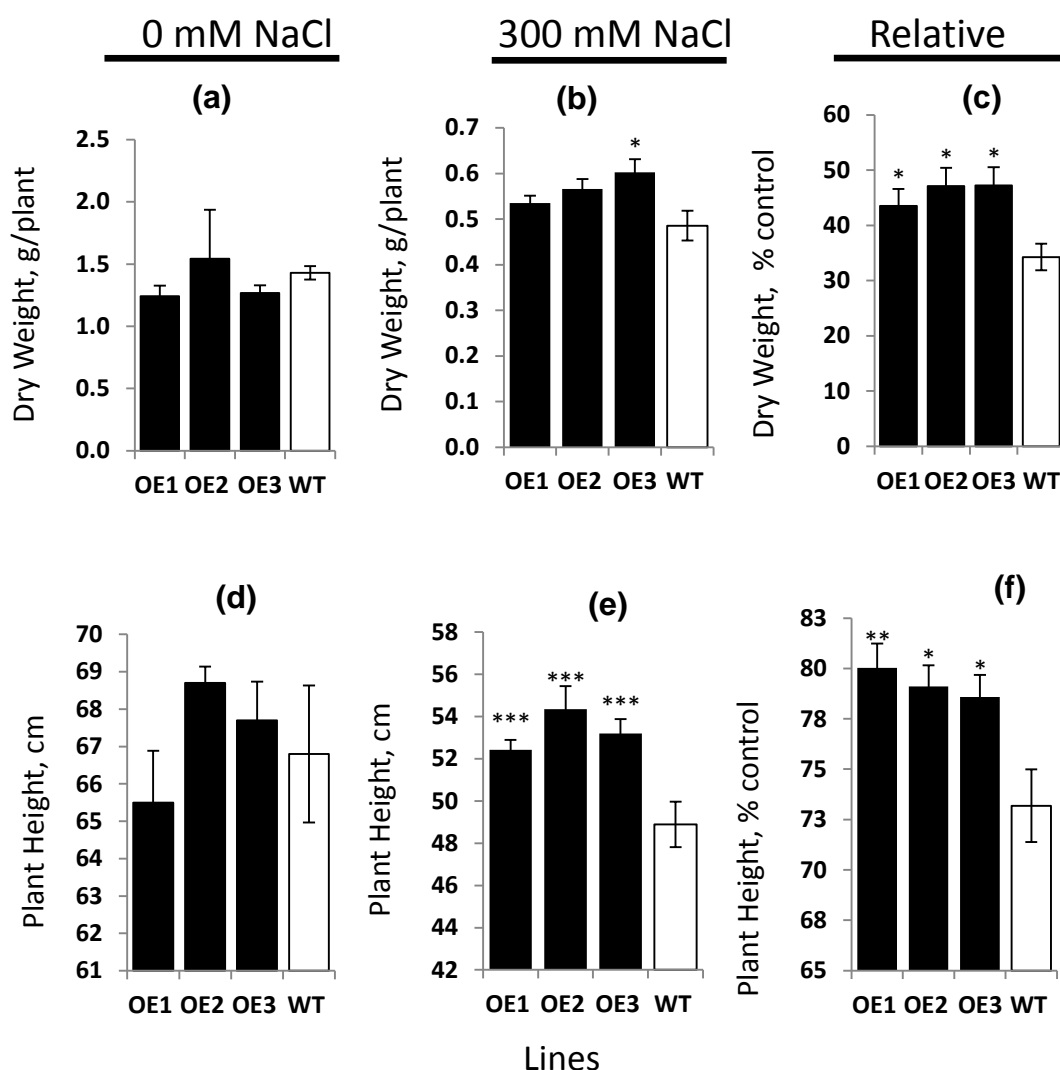 0 mM NaCl
300 mM NaCl
Relative
(a)
Dry Weight, g/plant
2.5
2.0
1.5
1.0
0.5
0.0
OE1 OE2 OE3 WT
(b)
Dry Weight, g/plant
0.7
0.6
0.5
0.4
0.3
0.2
0.1
0.0
*
OE1 OE2 OE3 WT
(c)
Dry Weight, % control
60
50
40
30
20
10
0
* * *
OE1 OE2 OE3 WT
(d)
Plant Height, cm
70
69
68
67
66
65
64
63
62
61
OE1 OE2 OE3 WT
(e)
Plant Height, cm
58
56
54
52
50
48
46
44
42
*** *** ***
OE1 OE2 OE3 WT
(f)
Plant Height, % control
83
80
78
75
73
70
68
65
** * *
OE1 OE2 OE3 WT
Lines